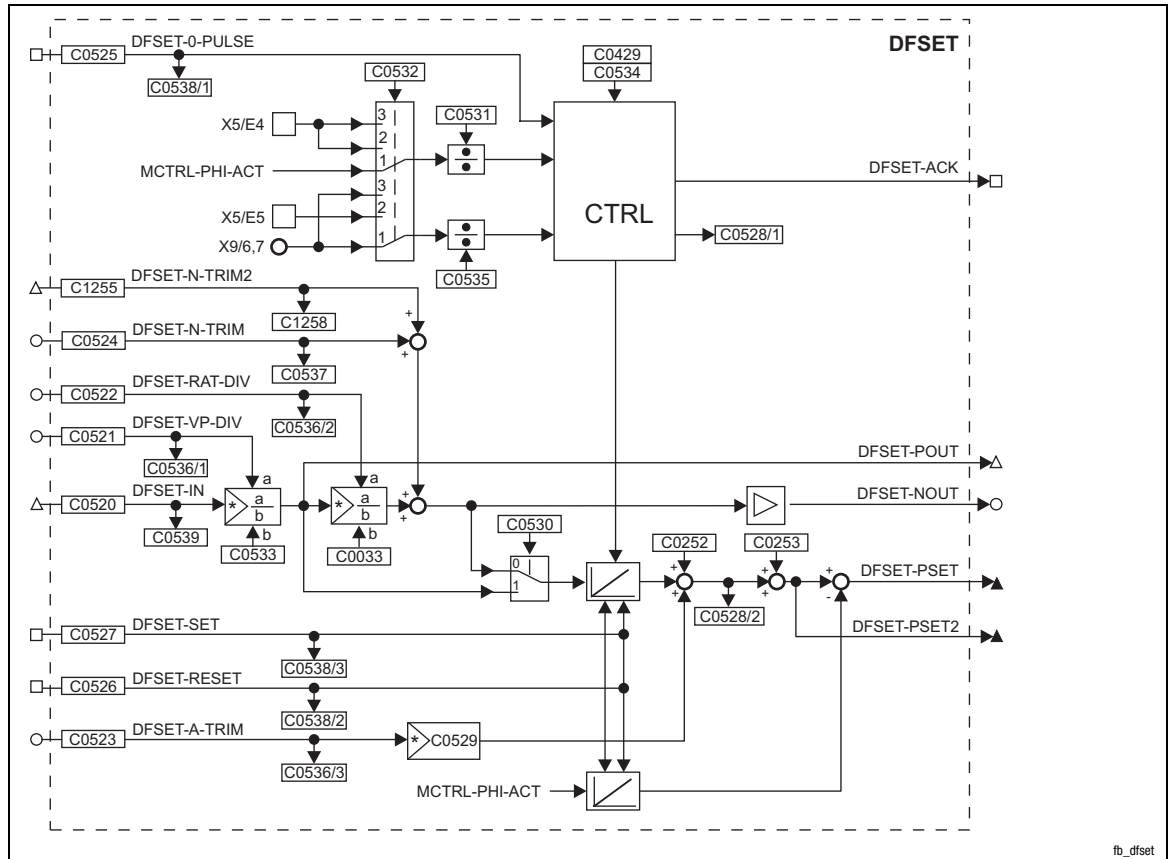 DFSET
C0525 DFSET-0-PULSE
C0538/1
C0532
C0429
C0534
X5/E4
3
2
1
C0531
MCTRL-PHI-ACT
3
2
1
X5/E5
X9/6,7
C0535
CTRL
DFSET-ACK
C0528/1
C1255 DFSET-N-TRIM2
C1258
+
C0524 DFSET-N-TRIM
C0537
+
C0522 DFSET-RAT-DIV
C0536/2
C0521 DFSET-VP-DIV
C0536/1
a
a
DFSET-POUT
C0520 DFSET-IN
C0539
* a
b
b
C0533
* a
b
b
C0033
+
+
DFSET-NOUT
C0530
0
1
C0252
+
+
C0528/2
C0253
+
+
+
-
DFSET-PSET
DFSET-PSET2
C0527 DFSET-SET
C0538/3
C0526 DFSET-RESET
C0538/2
C0523 DFSET-A-TRIM
C0536/3
* C0529
MCTRL-PHI-ACT
fb_dfset